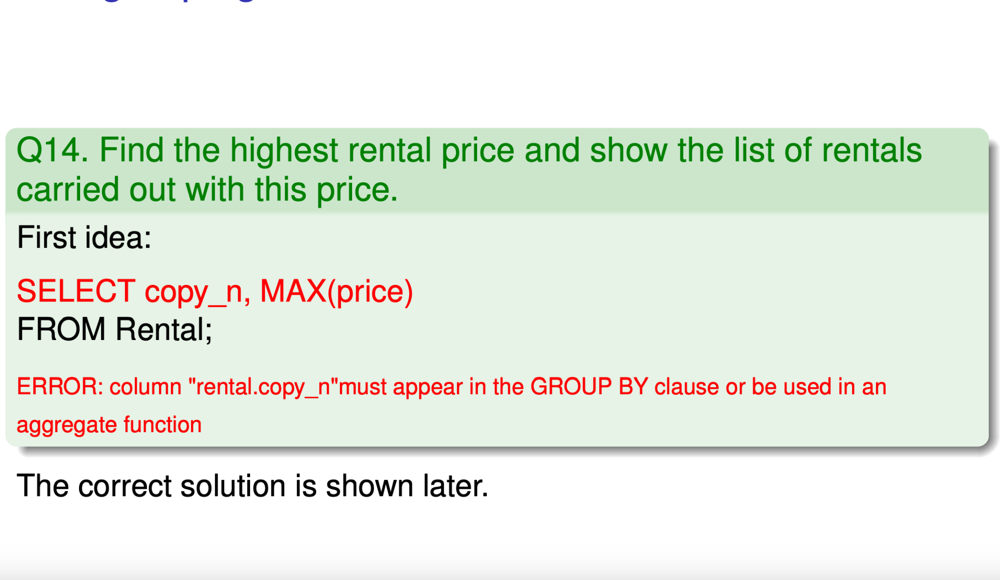 Q14. Find the highest rental price and show the list of rentals
carried out with this price.
First idea:
SELECT copy_n, MAX(price)
FROM Rental;
ERROR: column "rental.copy_n"must appear in the GROUP BY clause or be used in an
aggregate function
The correct solution is shown later.